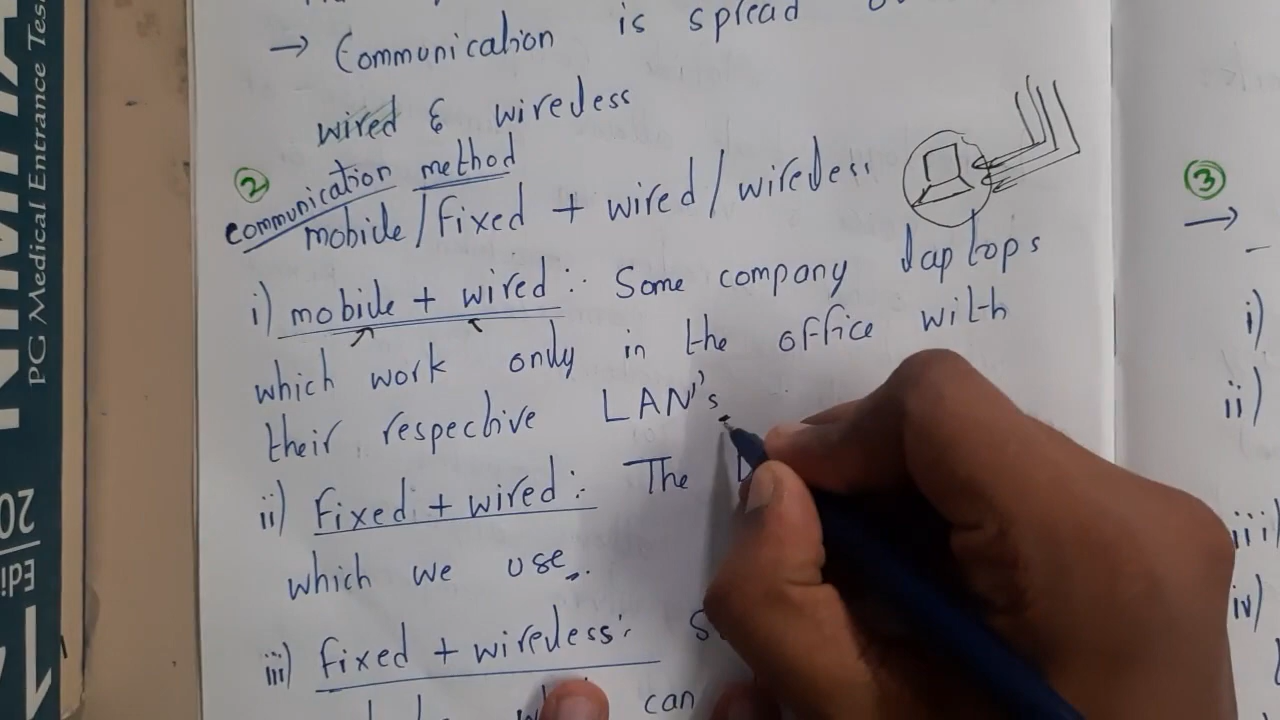 → Communication is spread
wired & wireless
②
communication method
mobile/fixed + wired/wireless
i) mobile + wired :- Some company laptops
which work only in the office with
their respective LAN's
ii) Fixed + wired :- The
which we use.
iii) fixed + wireless :-
can
③
→
i)
ii)
iii)
iv)
PG Medical Entrance Tes
20
Edi
1